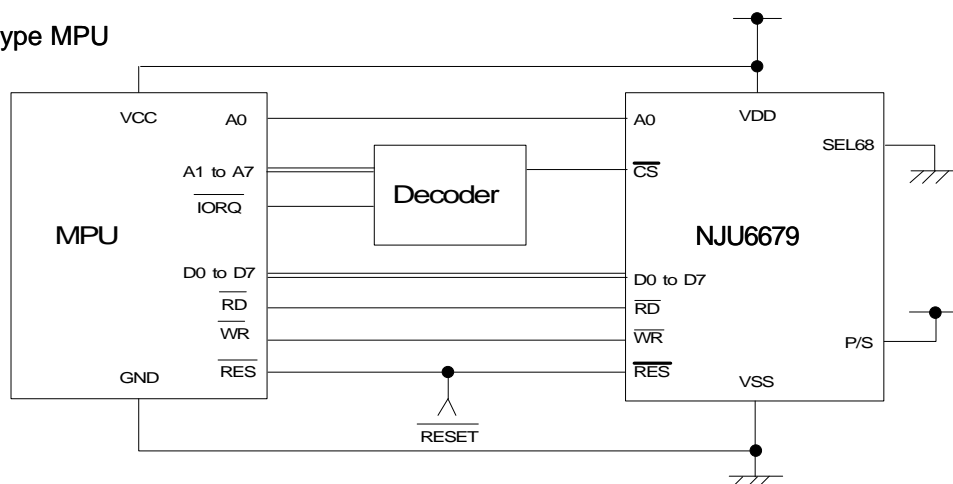 ype MPU
VCC
A0
A1 to A7
IORQ
MPU
D0 to D7
RD
WR
RES
GND
Decoder
RESET
A0
VDD
SEL68
CS
NJU6679
D0 to D7
RD
WR
P/S
RES
VSS